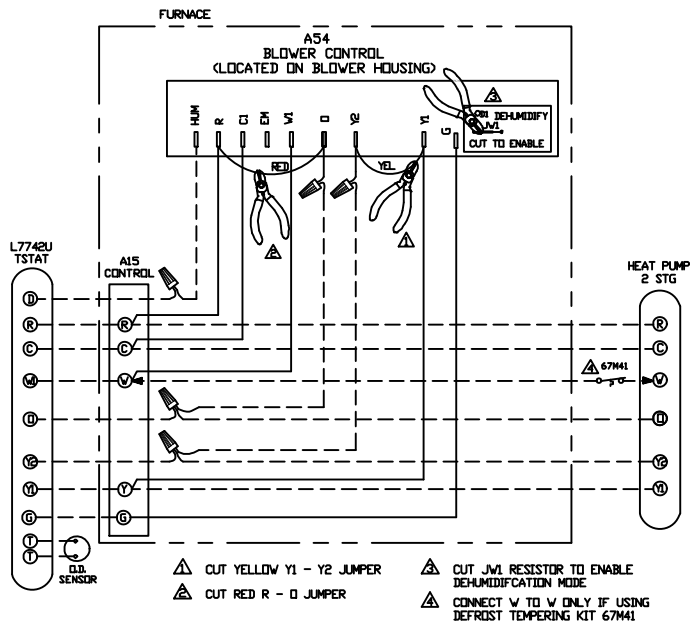 FURNACE
A54
BLOWER CONTROL
(LOCATED ON BLOWER HOUSING)
HUM
R
C1
EM
W1
O
Y2
Y1
G
3
OD1 DEHUMIDIFY
JW1
CUT TO ENABLE
RED
YEL
2
1
L7742U
TSTAT
A15
CONTROL
HEAT PUMP
2 STG
D
R
R
R
C
C
C
4 67M41
W1
W
W
O
O
Y2
Y2
Y1
Y
Y1
G
G
T
T
O.D.
SENSOR
1 CUT YELLOW Y1 - Y2 JUMPER
2 CUT RED R - O JUMPER
3 CUT JW1 RESISTOR TO ENABLE
DEHUMIDIFCATION MODE
4 CONNECT W TO W ONLY IF USING
DEFROST TEMPERING KIT 67M41